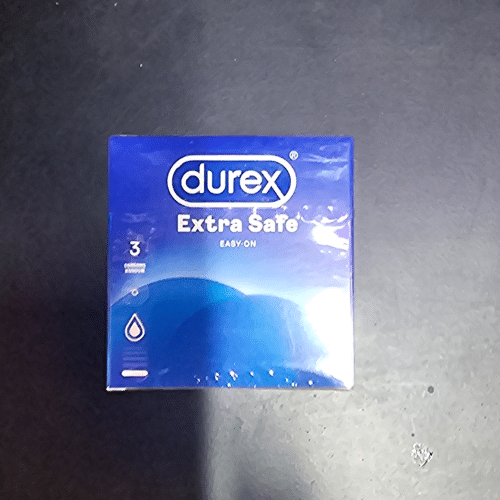 durex®
Extra Safe
EASY-ON
3